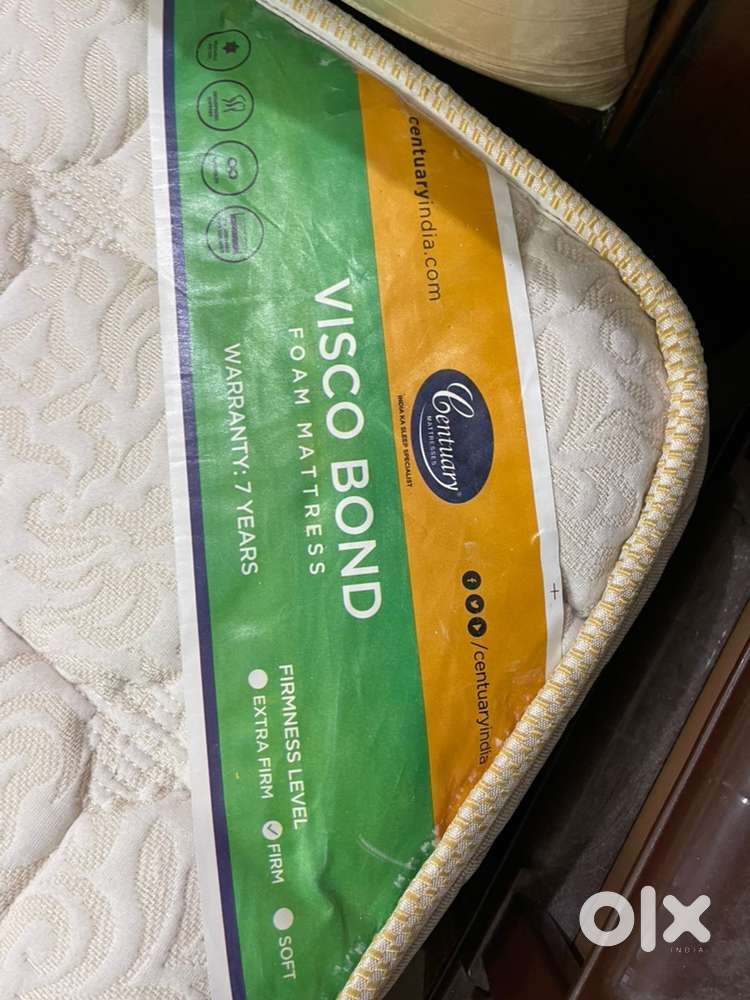 centuaryindia.com
Centuary®
MATTRESSES
INDIA KA SLEEP SPECIALIST
/centuaryindia
VISCO BOND
FOAM MATTRESS
WARRANTY: 7 YEARS
FIRMNESS LEVEL
EXTRA FIRM
FIRM
SOFT
olx
INDIA